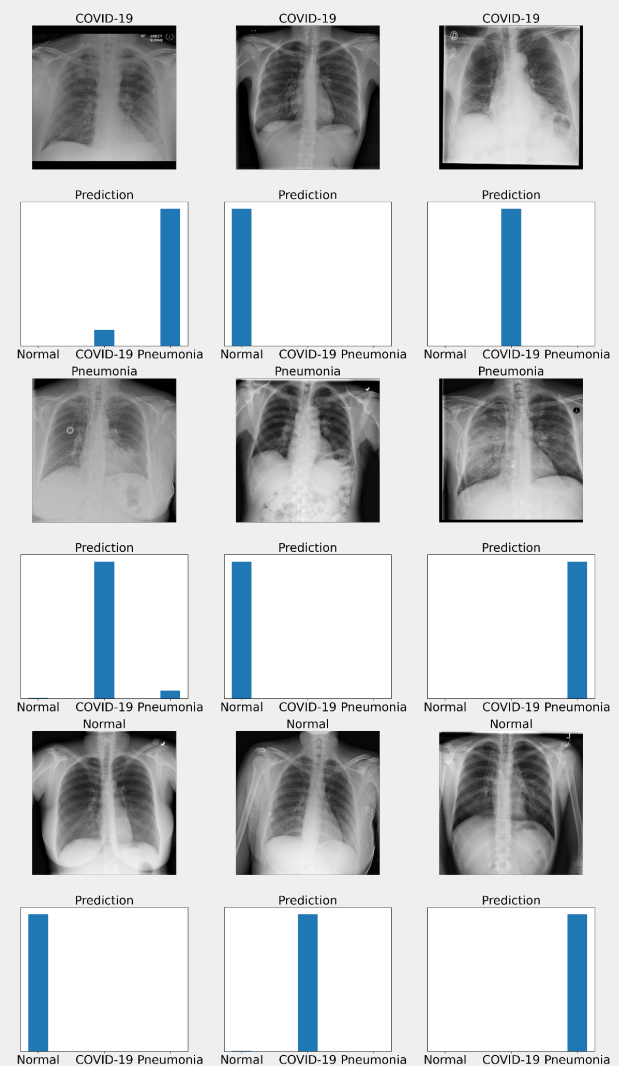 COVID-19 COVID-19 COVID-19
AP ERECT
Prediction Prediction Prediction
Normal COVID-19 Pneumonia Normal COVID-19 Pneumonia Normal COVID-19 Pneumonia
Pneumonia Pneumonia Pneumonia
Prediction Prediction Prediction
Normal COVID-19 Pneumonia Normal COVID-19 Pneumonia Normal COVID-19 Pneumonia
Normal Normal Normal
Prediction Prediction Prediction
Normal COVID-19 Pneumonia Normal COVID-19 Pneumonia Normal COVID-19 Pneumonia